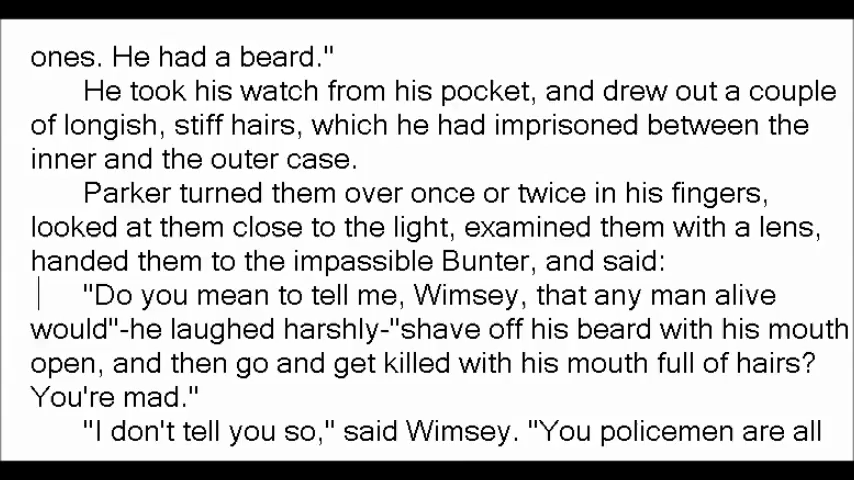 ones. He had a beard."
He took his watch from his pocket, and drew out a couple
of longish, stiff hairs, which he had imprisoned between the
inner and the outer case.
Parker turned them over once or twice in his fingers,
looked at them close to the light, examined them with a lens,
handed them to the impassible Bunter, and said:
"Do you mean to tell me, Wimsey, that any man alive
would"-he laughed harshly-"shave off his beard with his mouth
open, and then go and get killed with his mouth full of hairs?
You're mad."
"I don't tell you so," said Wimsey. "You policemen are all